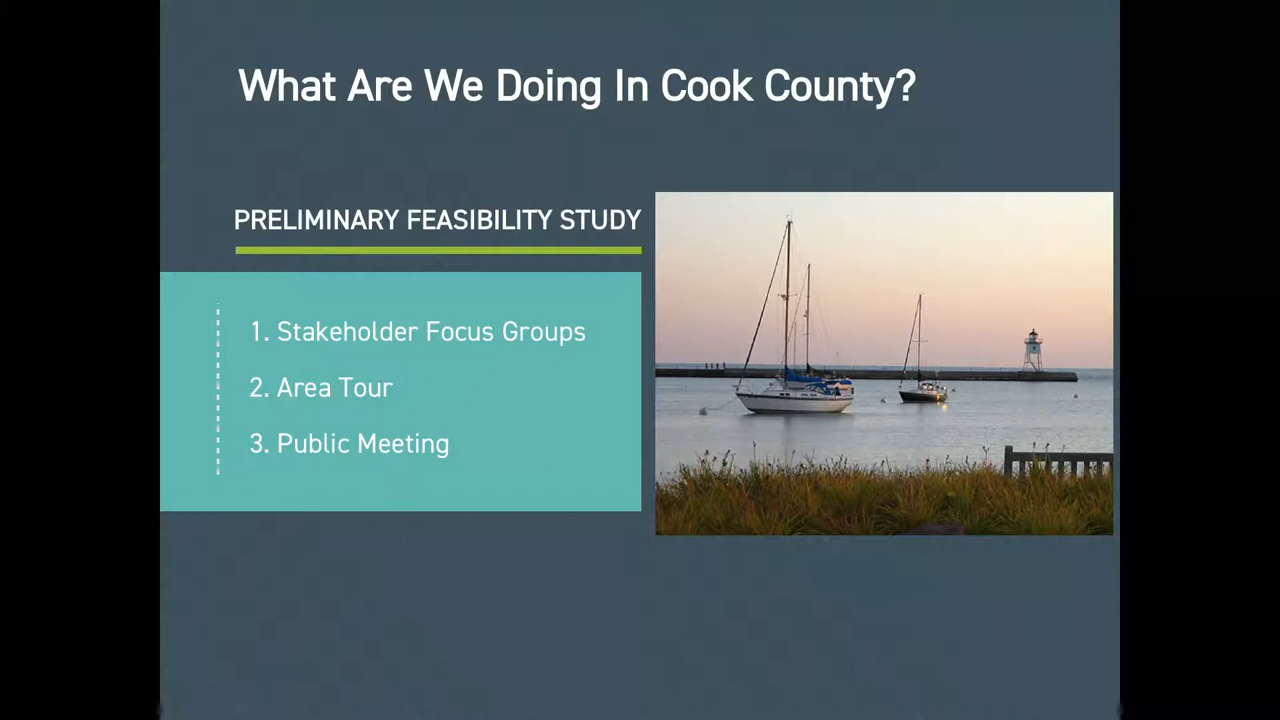 What Are We Doing In Cook County?
PRELIMINARY FEASIBILITY STUDY
1. Stakeholder Focus Groups
2. Area Tour
3. Public Meeting